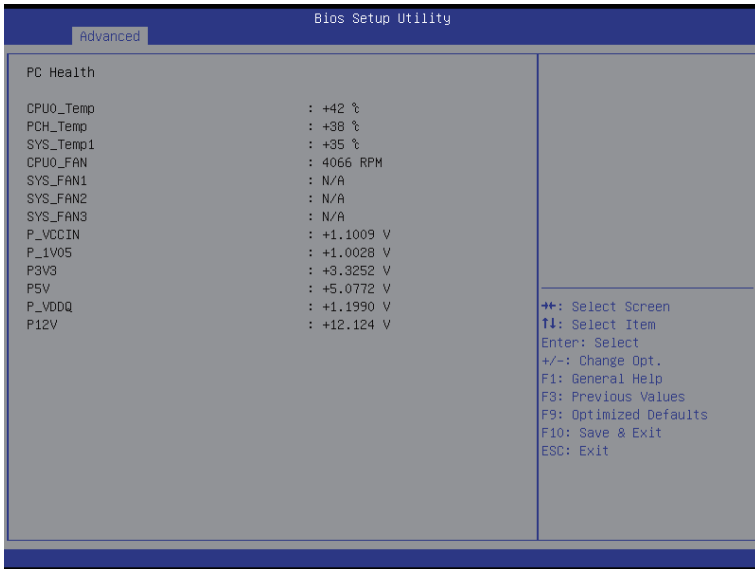 Bios Setup Utility
Advanced
PC Health
CPU0_Temp : +42 ℃
PCH_Temp : +38 ℃
SYS_Temp1 : +35 ℃
CPU0_FAN : 4066 RPM
SYS_FAN1 : N/A
SYS_FAN2 : N/A
SYS_FAN3 : N/A
P_VCCIN : +1.1009 V
P_1V05 : +1.0028 V
P3V3 : +3.3252 V
P5V : +5.0772 V
P_VDDQ : +1.1990 V
P12V : +12.124 V
→←: Select Screen
↑↓: Select Item
Enter: Select
+/-: Change Opt.
F1: General Help
F3: Previous Values
F9: Optimized Defaults
F10: Save & Exit
ESC: Exit